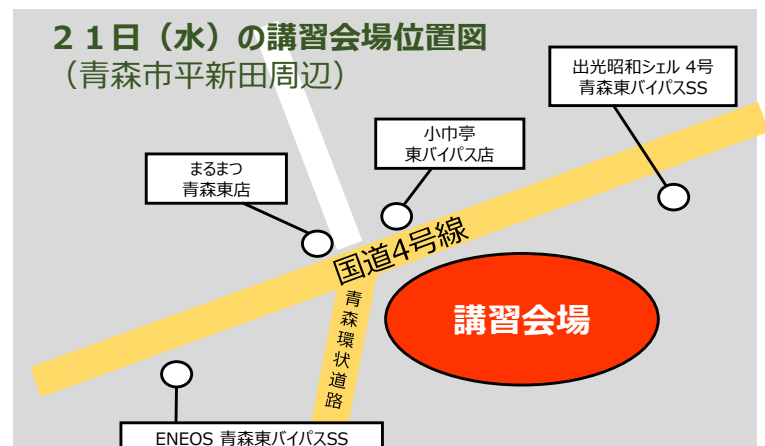 ２１日（水）の講習会場位置図
（青森市平新田周辺）
出光昭和シェル 4号
青森東バイパスSS
小巾亭
東バイパス店
まるまつ
青森東店
国道4号線
青森環状道路
講習会場
ENEOS 青森東バイパスSS